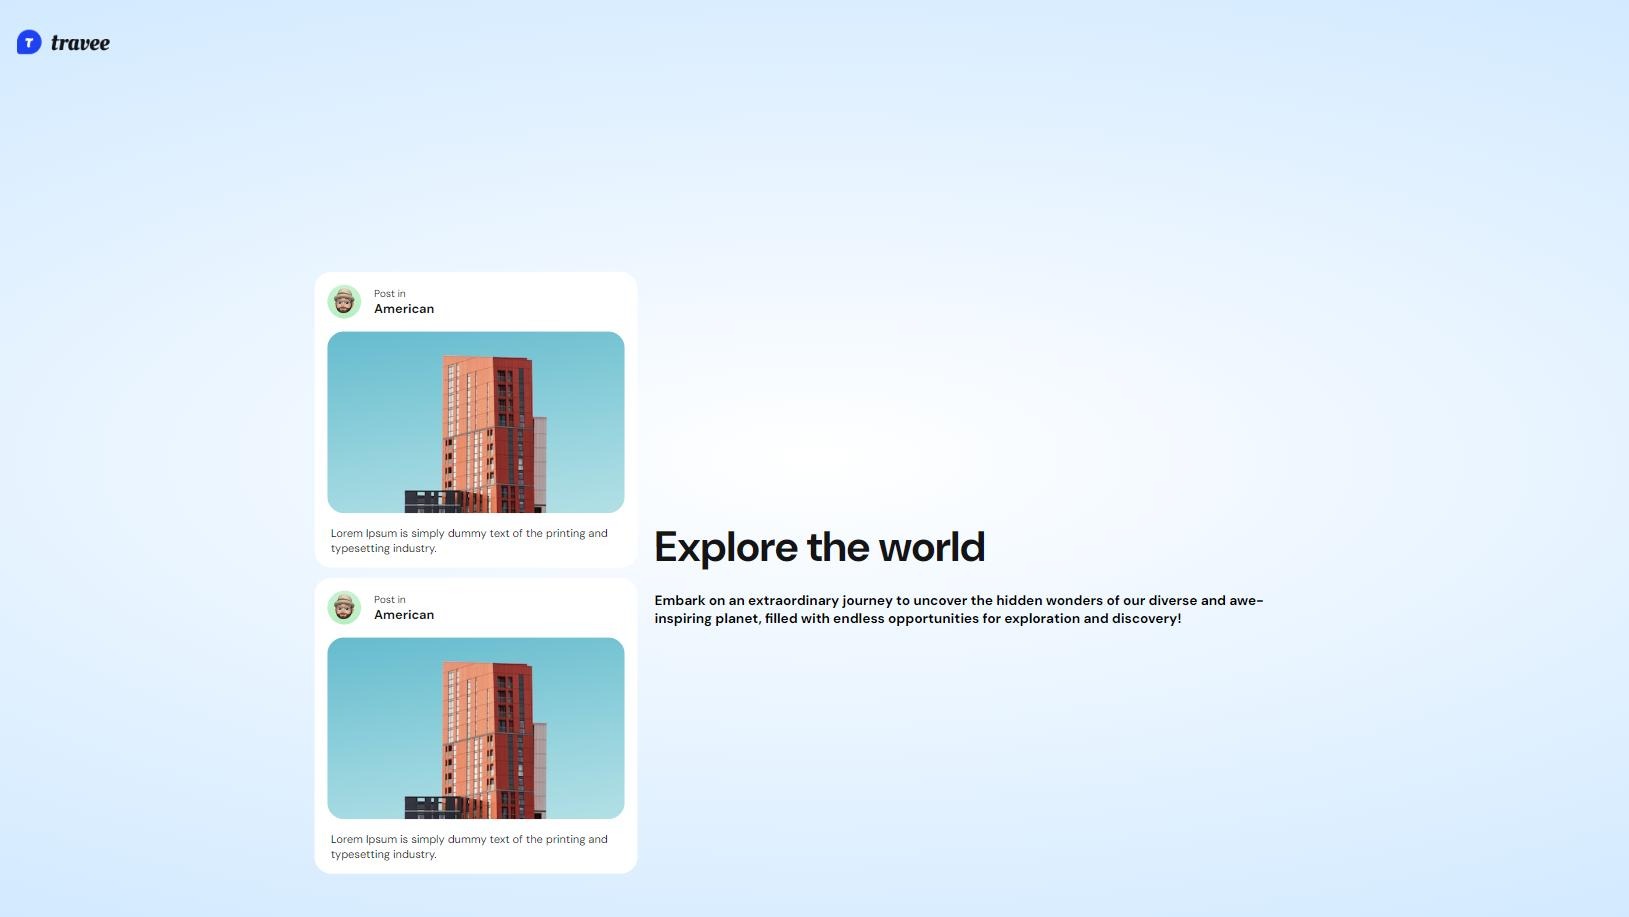 T travee
Post in
American
Lorem Ipsum is simply dummy text of the printing and
typesetting industry.
Explore the world
Embark on an extraordinary journey to uncover the hidden wonders of our diverse and awe-
inspiring planet, filled with endless opportunities for exploration and discovery!
Post in
American
Lorem Ipsum is simply dummy text of the printing and
typesetting industry.